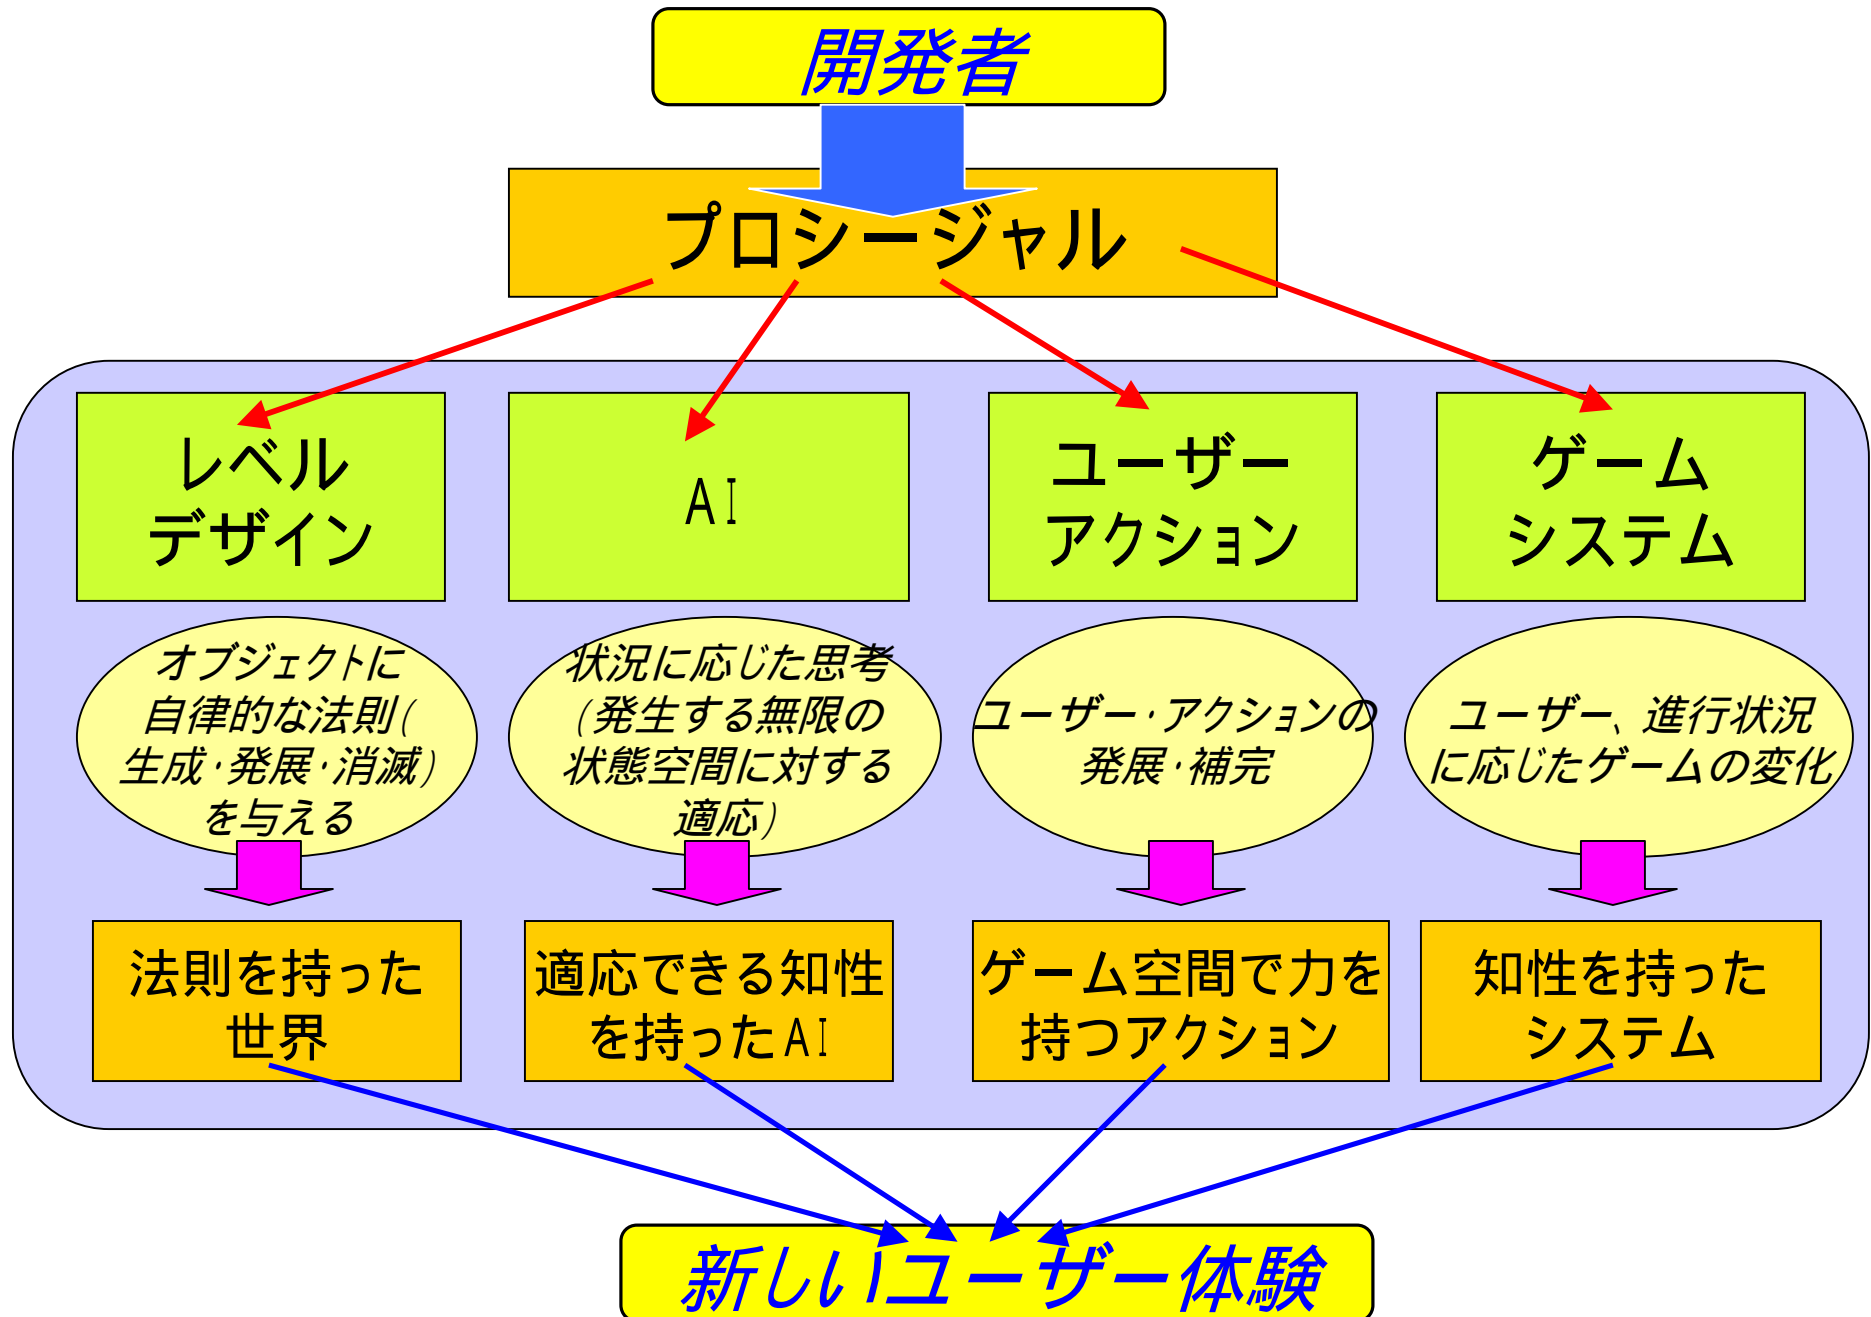 開発者
プロシージャル
レベル
デザイン
AI
ユーザー
アクション
ゲーム
システム
オブジェクトに
自律的な法則(
生成・発展・消滅)
を与える
状況に応じた思考
(発生する無限の
状態空間に対する
適応)
ユーザー・アクションの
発展・補完
ユーザー、進行状況
に応じたゲームの変化
法則を持った
世界
適応できる知性
を持ったAI
ゲーム空間で力を
持つアクション
知性を持った
システム
新しいユーザー体験